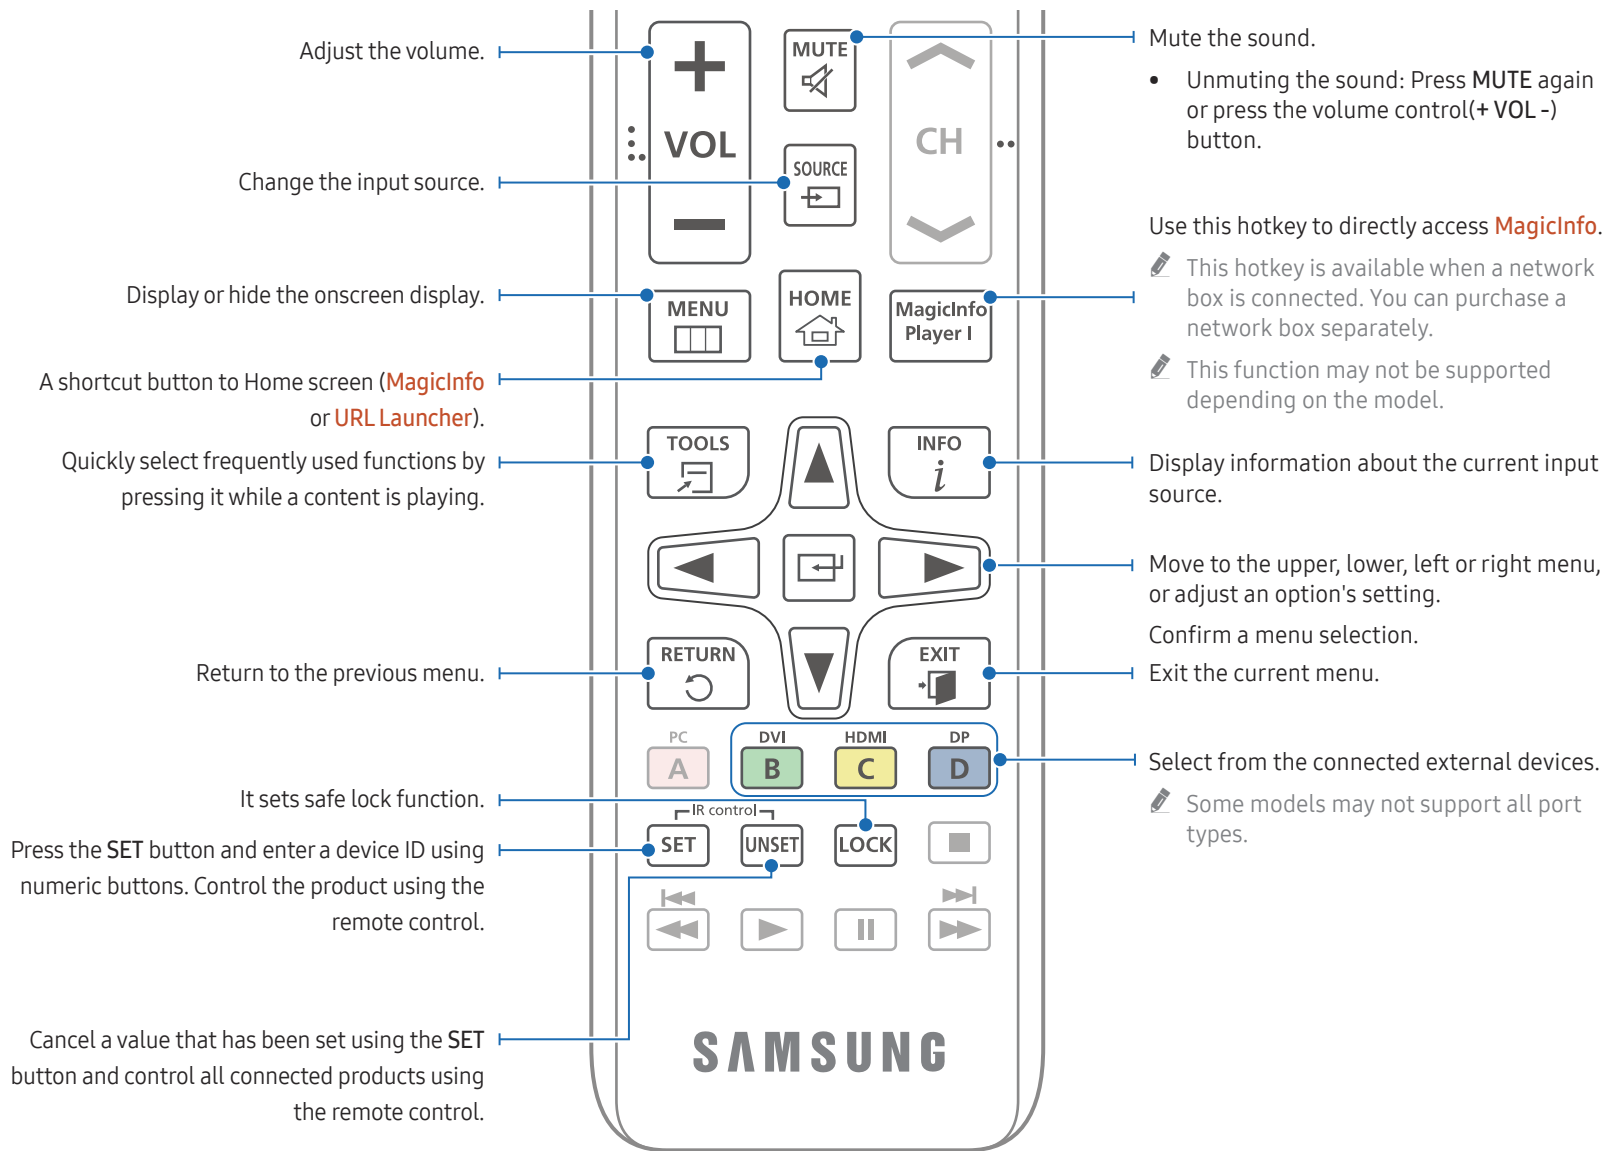 Adjust the volume.
Change the input source.
Display or hide the onscreen display.
A shortcut button to Home screen (MagicInfo
or URL Launcher).
Quickly select frequently used functions by
pressing it while a content is playing.
Return to the previous menu.
It sets safe lock function.
Press the SET button and enter a device ID using
numeric buttons. Control the product using the
remote control.
Cancel a value that has been set using the SET
button and control all connected products using
the remote control.
VOL
MUTE
CH
SOURCE
MENU
HOME
MagicInfo
Player I
TOOLS
INFO
i
RETURN
EXIT
PC
DVI
HDMI
DP
A
B
C
D
IR control
SET
UNSET
LOCK
SAMSUNG
Mute the sound.
• Unmuting the sound: Press MUTE again
or press the volume control(+ VOL -)
button.
Use this hotkey to directly access MagicInfo.
This hotkey is available when a network
box is connected. You can purchase a
network box separately.
This function may not be supported
depending on the model.
Display information about the current input
source.
Move to the upper, lower, left or right menu,
or adjust an option's setting.
Confirm a menu selection.
Exit the current menu.
Select from the connected external devices.
Some models may not support all port
types.